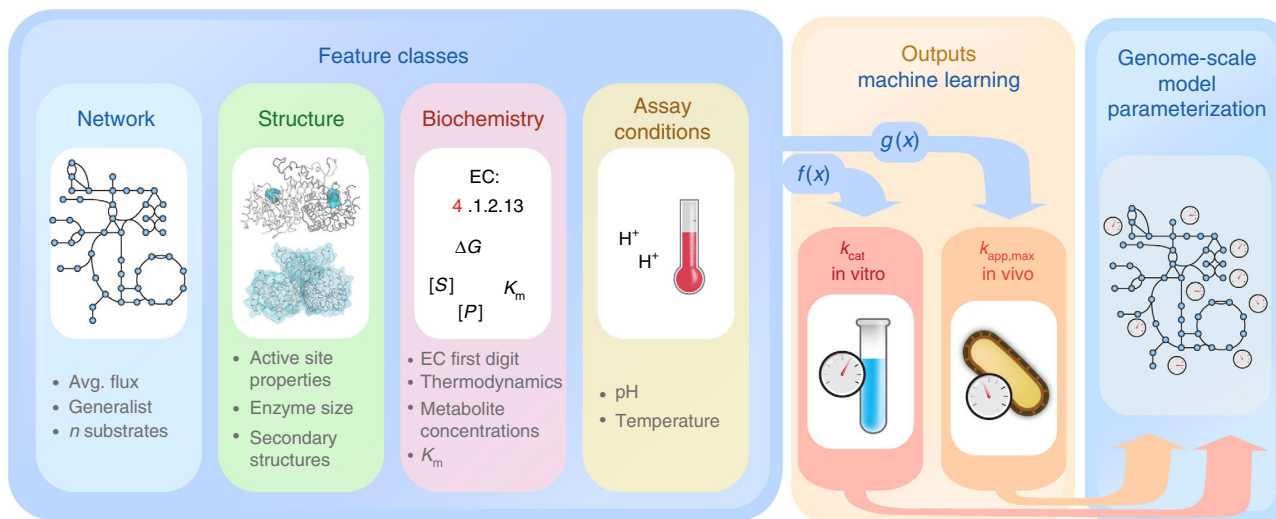 Feature classes
Network
Avg. flux
Generalist
n substrates
Structure
Active site
properties
Enzyme size
Secondary
structures
Biochemistry
EC:
4 .1.2.13
ΔG
[S]
[P]
Km
EC first digit
Thermodynamics
Metabolite
concentrations
Km
Assay
conditions
H+
H+
pH
Temperature
Outputs
machine learning
g(x)
f(x)
kcat
in vitro
kapp,max
in vivo
Genome-scale
model
parameterization